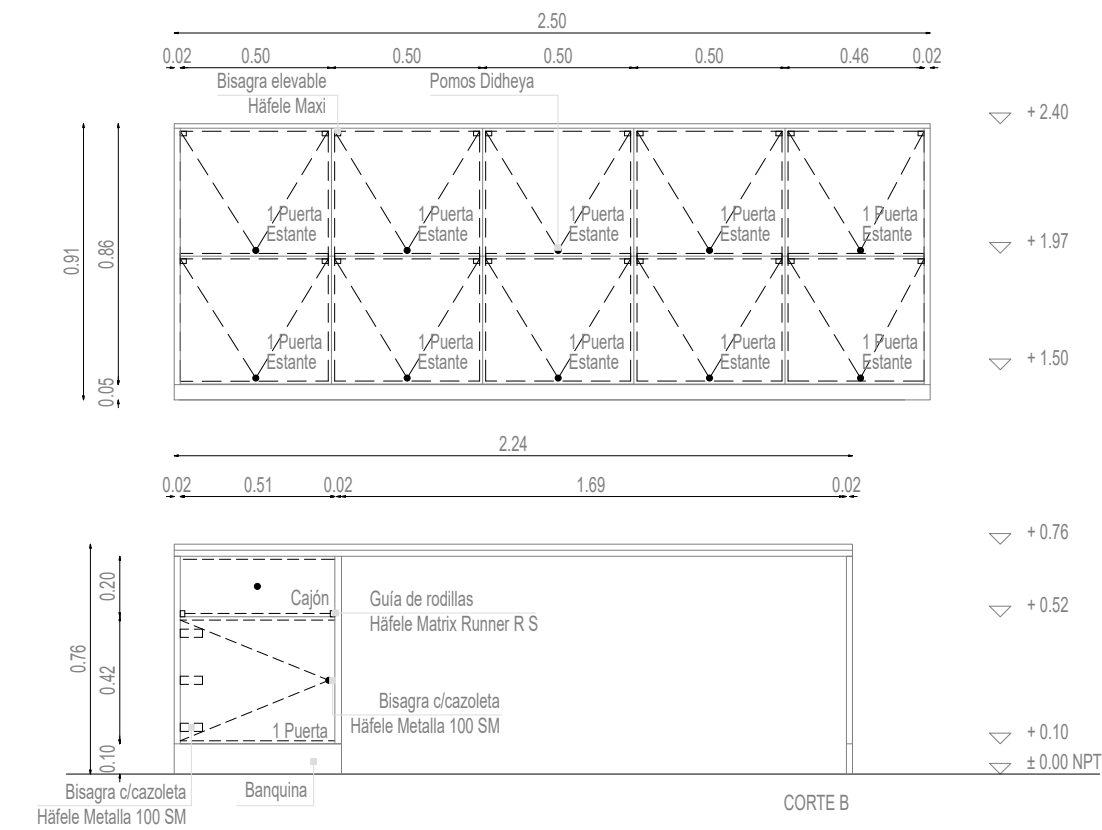 2.50
0.02 0.50 0.50 0.50 0.50 0.46 0.02
Bisagra elevable
Häfele Maxi
Pomos Didheya
+ 2.40
1 Puerta
Estante
1 Puerta
Estante
1 Puerta
Estante
1 Puerta
Estante
1 Puerta
Estante
+ 1.97
0.91
0.86
0.05
1 Puerta
Estante
1 Puerta
Estante
1 Puerta
Estante
1 Puerta
Estante
1 Puerta
Estante
+ 1.50
2.24
0.02 0.51 0.02 1.69 0.02
+ 0.76
0.76
0.20
0.42
0.10
Cajón
Guía de rodillas
Häfele Matrix Runner R S
+ 0.52
Bisagra c/cazoleta
Häfele Metalla 100 SM
1 Puerta
+ 0.10
± 0.00 NPT
Bisagra c/cazoleta
Häfele Metalla 100 SM
Banquina
CORTE B